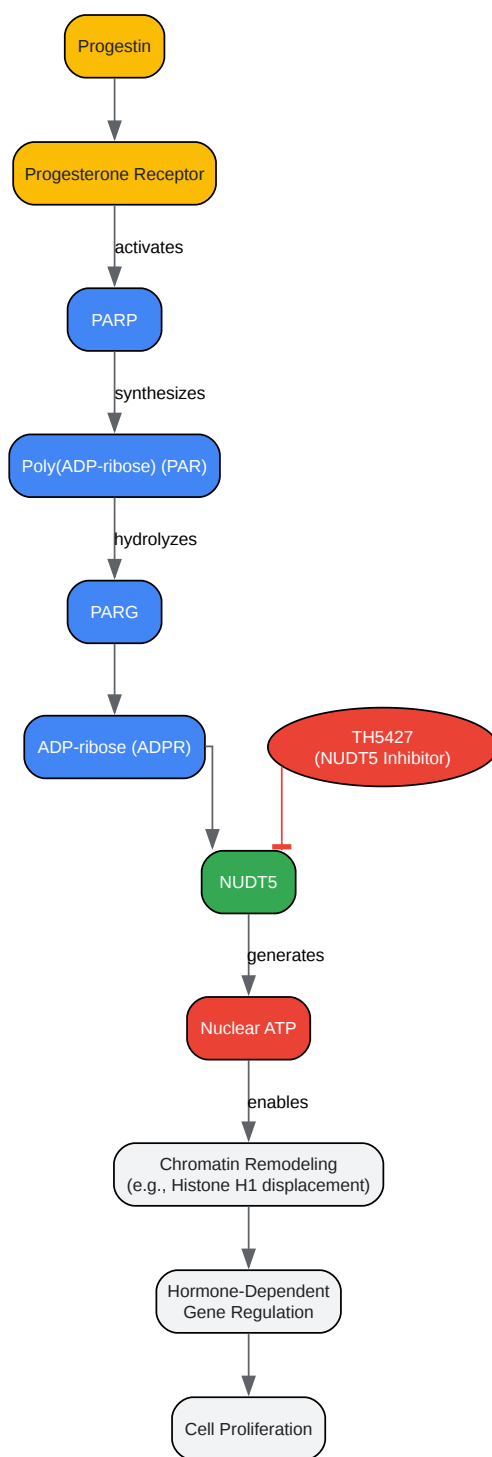 Progestin
Progesterone Receptor
activates
PARP
synthesizes
Poly(ADP-ribose) (PAR)
hydrolyzes
PARG
ADP-ribose (ADPR)
TH5427
(NUDT5 Inhibitor)
NUDT5
generates
Nuclear ATP
enables
Chromatin Remodeling
(e.g., Histone H1 displacement)
Hormone-Dependent
Gene Regulation
Cell Proliferation